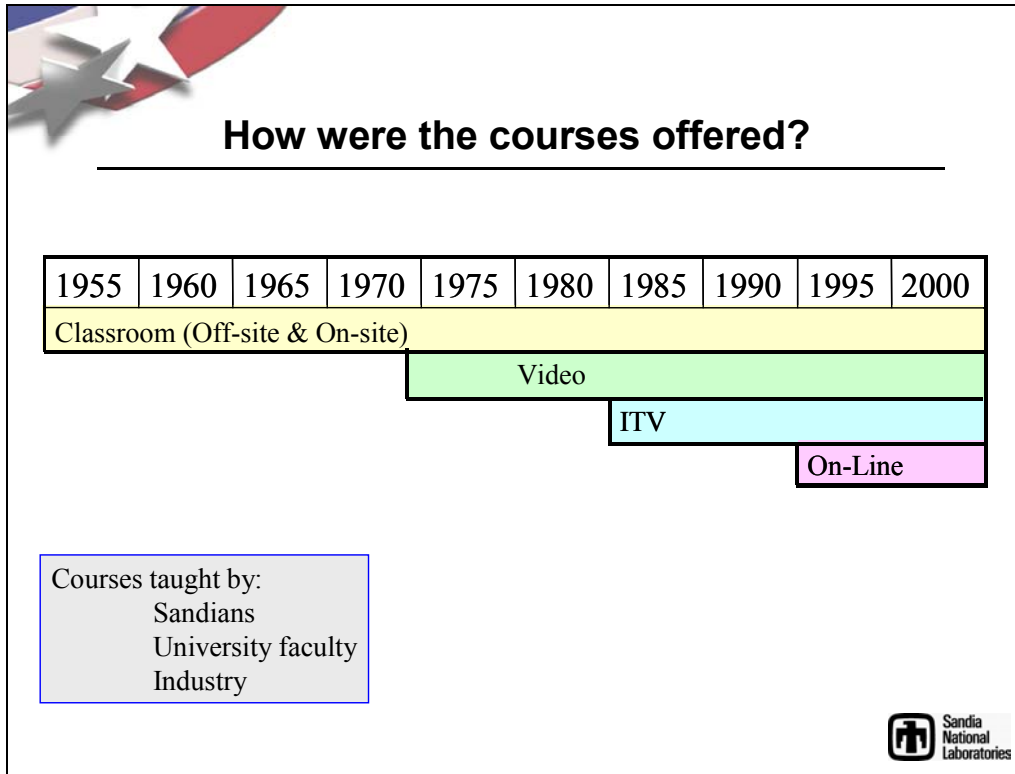 How were the courses offered?
1955 1960 1965 1970 1975 1980 1985 1990 1995 2000
Classroom (Off-site & On-site)
Video
ITV
On-Line
Courses taught by:
Sandians
University faculty
Industry
Sandia
National
Laboratories